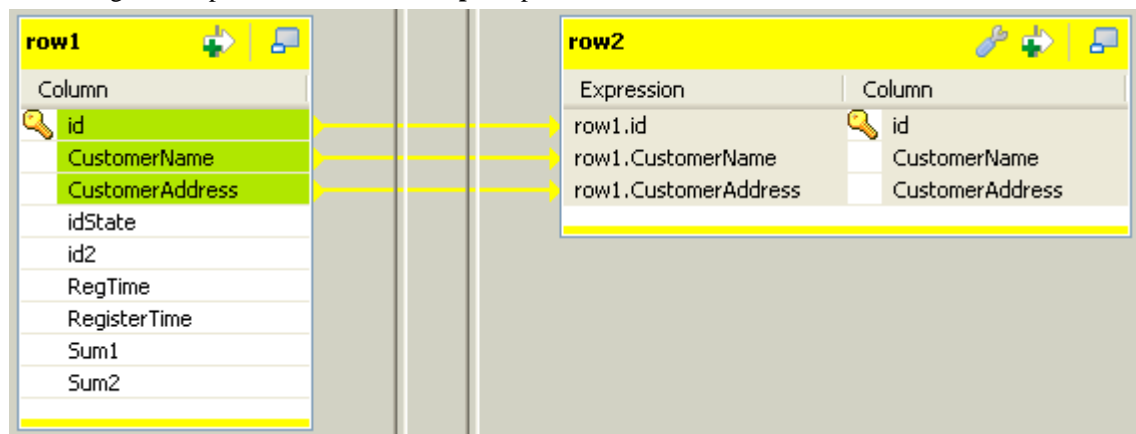 row1
Column
id
CustomerName
CustomerAddress
idState
id2
RegTime
RegisterTime
Sum1
Sum2
row2
Expression Column
row1.id id
row1.CustomerName CustomerName
row1.CustomerAddress CustomerAddress